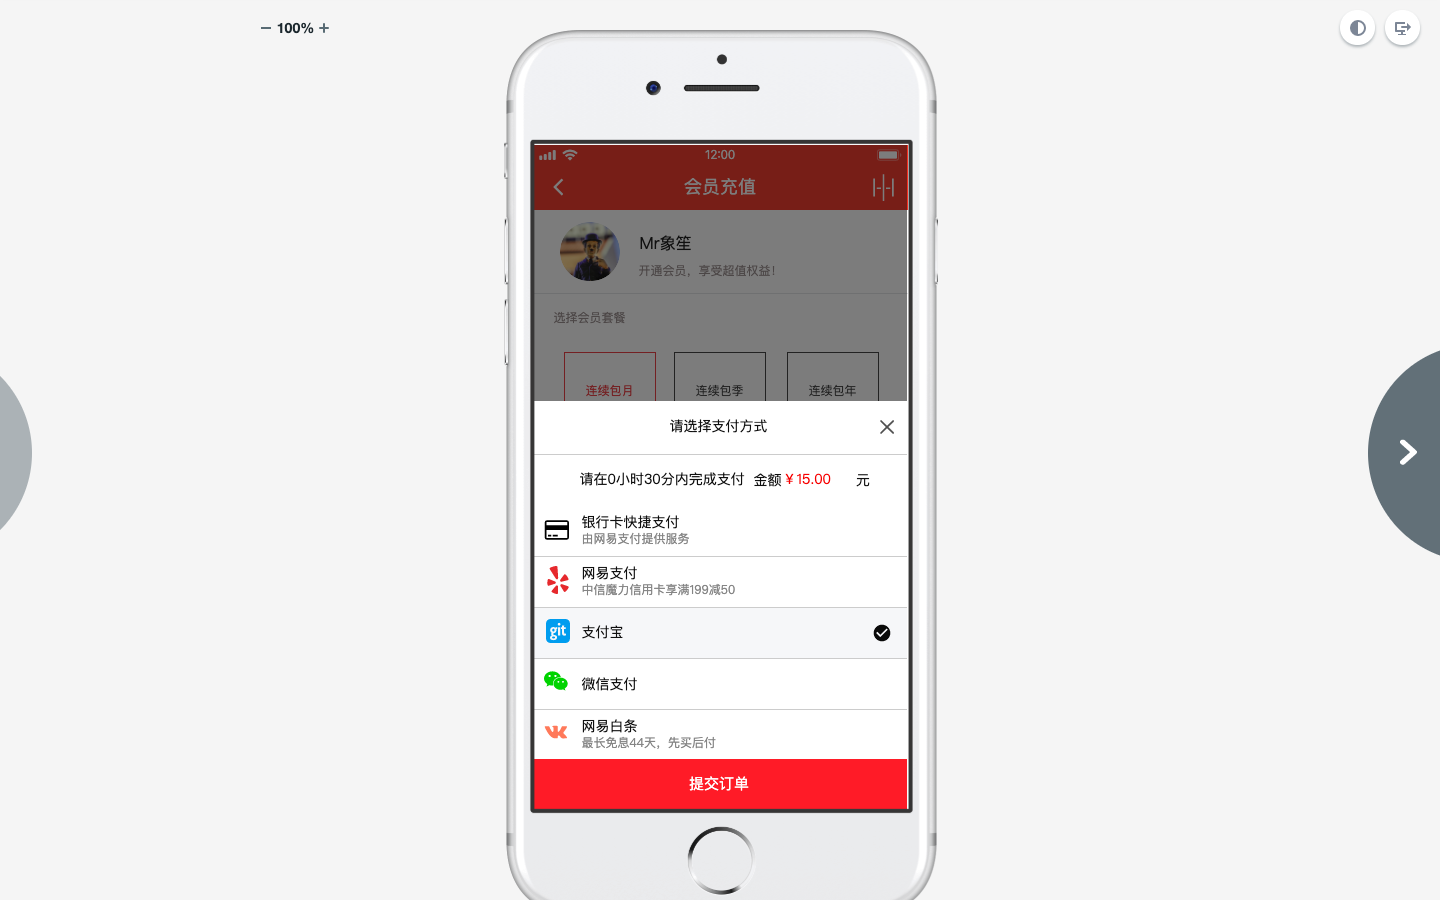 100%
12:00
会员充值
Mr象笙
开通会员，享受超值权益！
选择会员套餐
连续包月 连续包季 连续包年
请选择支付方式
请在0小时30分内完成支付 金额 ¥ 15.00 元
银行卡快捷支付
由网易支付提供服务
网易支付
中信魔力信用卡享满199减50
git 支付宝
微信支付
网易白条
最长免息44天，先买后付
提交订单